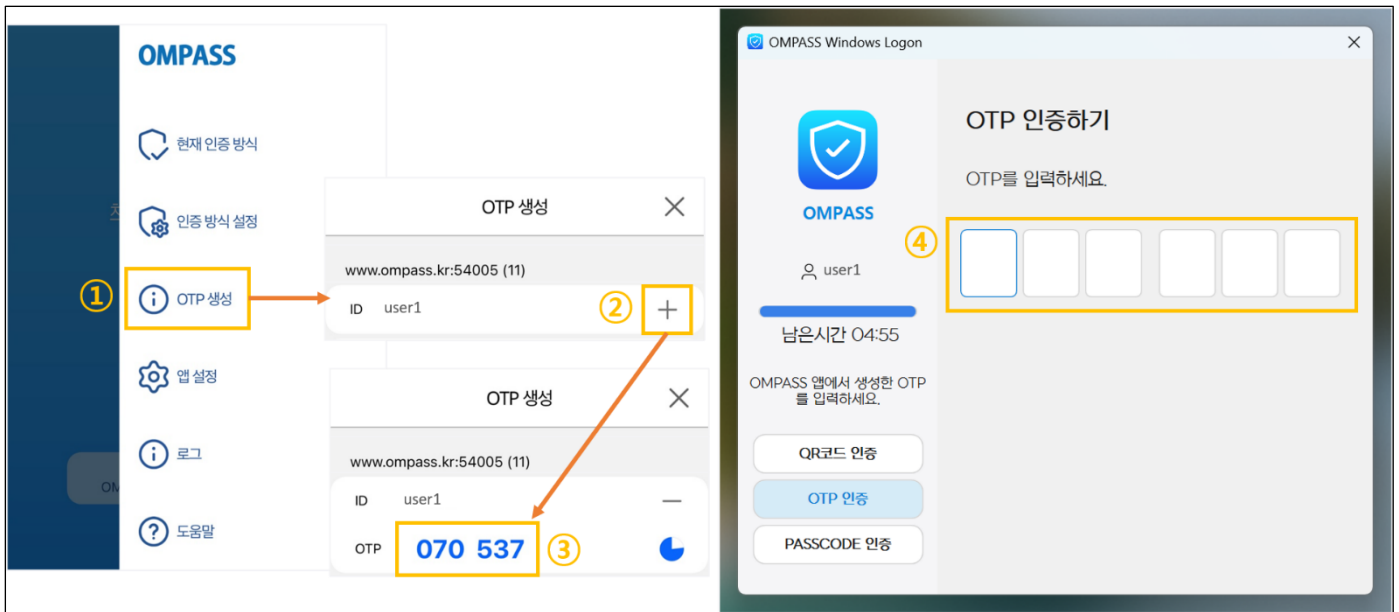 OMPASS
현재 인증 방식
인증 방식 설정
① OTP 생성
앱 설정
로그
도움말
OTP 생성
www.ompass.kr:54005 (11)
ID user1 ②
OTP 생성
www.ompass.kr:54005 (11)
ID user1
OTP 070 537 ③
OMPASS Windows Logon
OMPASS
user1
남은시간 04:55
OMPASS 앱에서 생성한 OTP
를 입력하세요.
QR코드 인증
OTP 인증
PASSCODE 인증
OTP 인증하기
OTP를 입력하세요.
④